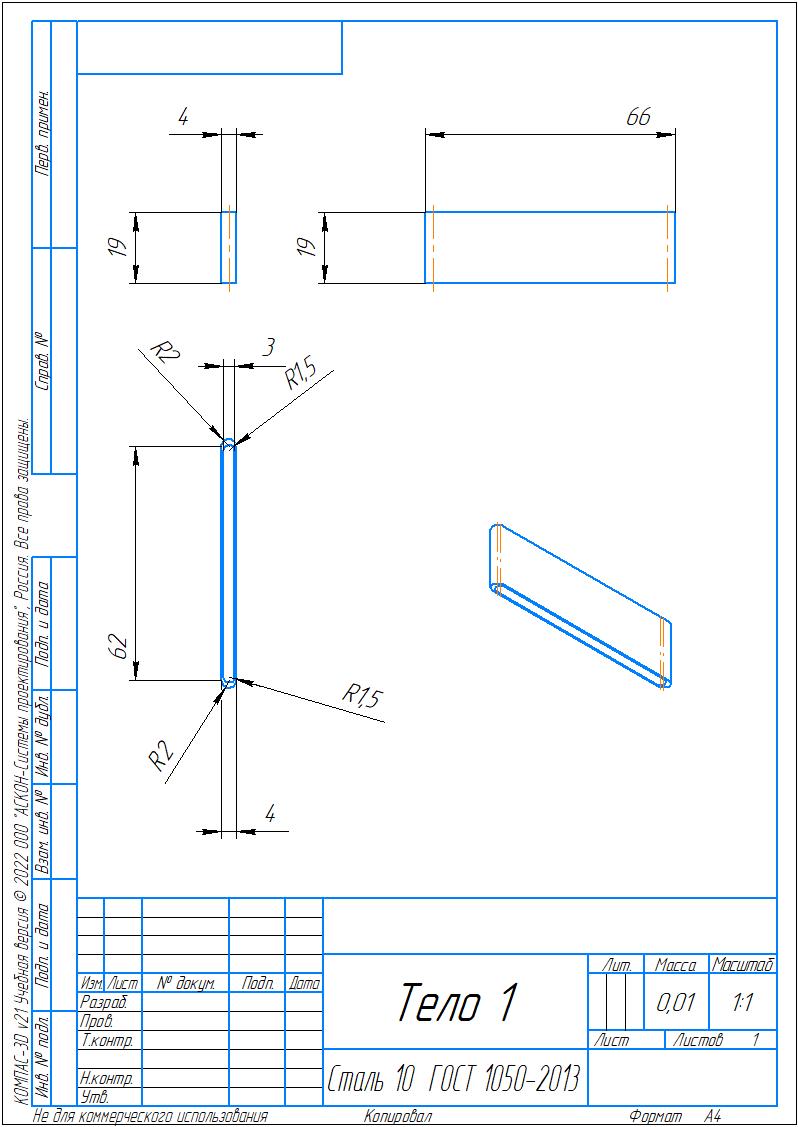 Перв. примен.
Справ. №
Подп. и дата
Инв. № дубл.
Взам. инв. №
Подп. и дата
Инв. № подл.
КОМПАС-3D v21 Учебная версия © 2022 ООО "АСКОН-Системы проектирования", Россия. Все права защищены.
4
66
19
19
R2
3
R1,5
62
R1,5
R2
4
Изм. Лист № докум. Подп. Дата
Разраб.
Пров.
Т.контр.
Н.контр.
Утв.
Тело 1
Лит. Масса Масштаб
0,01 1:1
Лист Листов 1
Сталь 10 ГОСТ 1050-2013
Не для коммерческого использования Копировал Формат А4